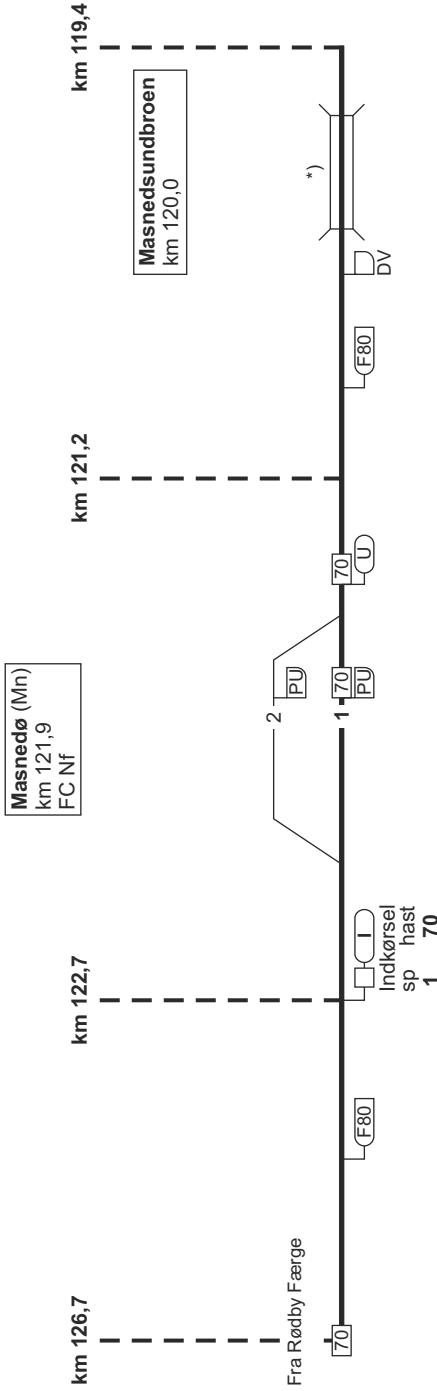 km 126,7
km 122,7
km 121,2
km 119,4
Masnedø (Mn)
km 121,9
FC Nf
Masnedsundbroen
km 120,0
Fra Rødby Færge
2
PU
70
1
70
70
*)
F80
I
PU
U
F80
DV
Indkørsel
sp hast
1 70